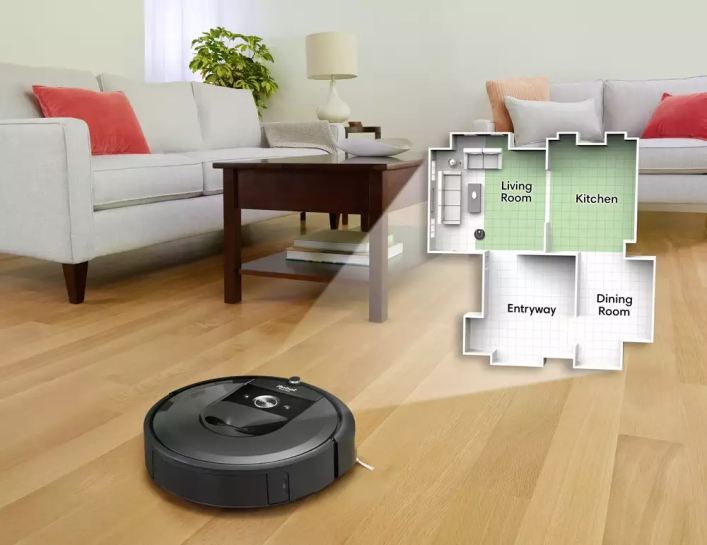 Living
Room
Kitchen
Entryway
Dining
Room